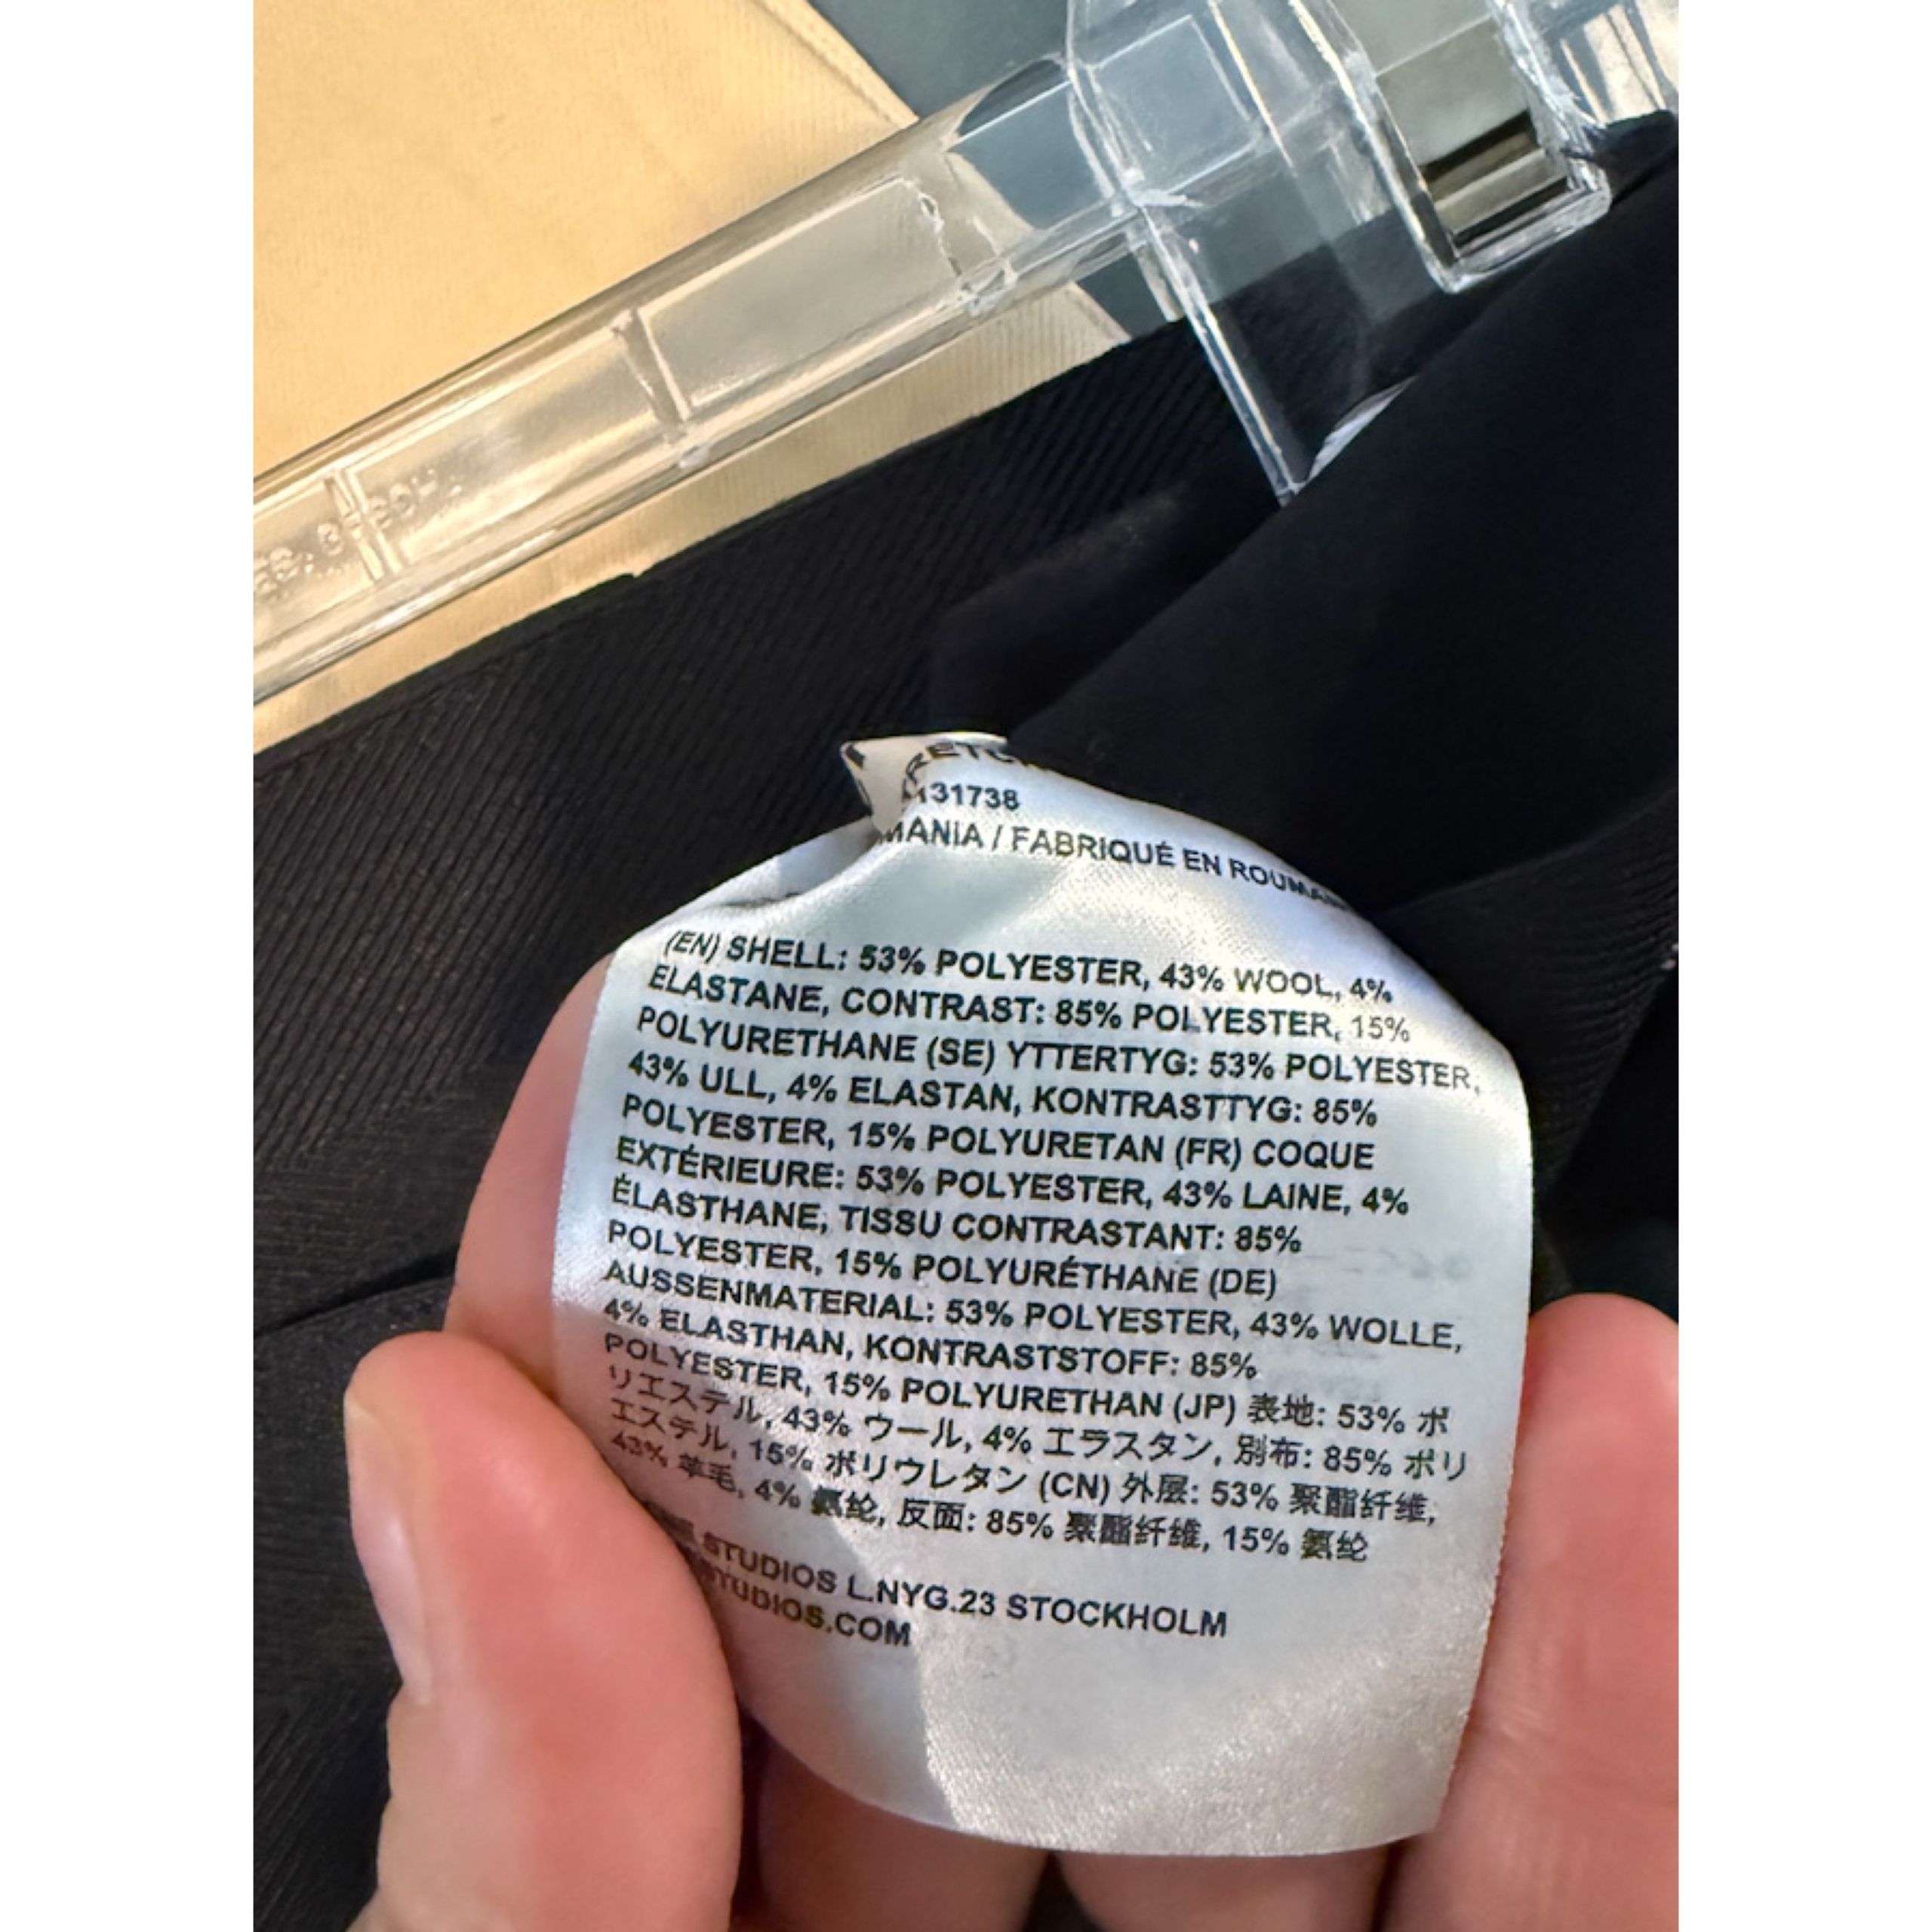 131738
/ FABRIQUÉ EN
(EN) SHELL: 53% POLYESTER, 43% WOOL, 4%
ELASTANE, CONTRAST: 85% POLYESTER, 15%
POLYURETHANE (SE) YTTERTYG: 53% POLYESTER,
43% ULL, 4% ELASTAN, KONTRASTTYG: 85%
POLYESTER, 15% POLYURETAN (FR) COQUE
EXTÉRIEURE: 53% POLYESTER, 43% LAINE, 4%
ÉLASTHANE, TISSU CONTRASTANT: 85%
POLYESTER, 15% POLYURÉTHANE (DE)
AUSSENMATERIAL: 53% POLYESTER, 43% WOLLE,
4% ELASTHAN, KONTRASTSTOFF: 85%
POLYESTER, 15% POLYURETHAN (JP) 表地: 53% ポ
リエステル, 43% ウール, 4% エラスタン, 別布: 85% ポリ
エステル, 15% ポリウレタン (CN) 外层: 53% 聚酯纤维,
43% 羊毛, 4% 氨纶, 反面: 85% 聚酯纤维, 15% 氨纶
STUDIOS L.NYG.23 STOCKHOLM
STUDIOS.COM